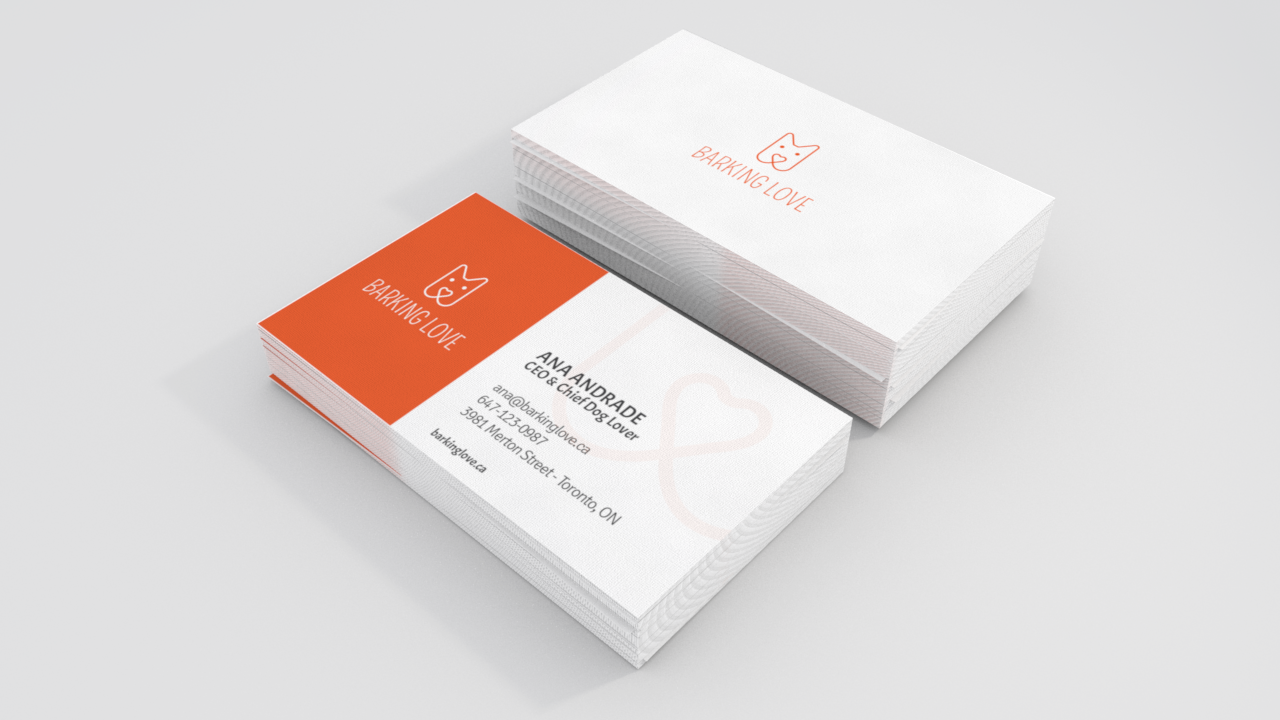 BARKING LOVE
BARKING LOVE
ANA ANDRADE
CEO & Chief Dog Lover
ana@barkinglove.ca
647-123-0987
3981 Merton Street - Toronto, ON
barkinglove.ca